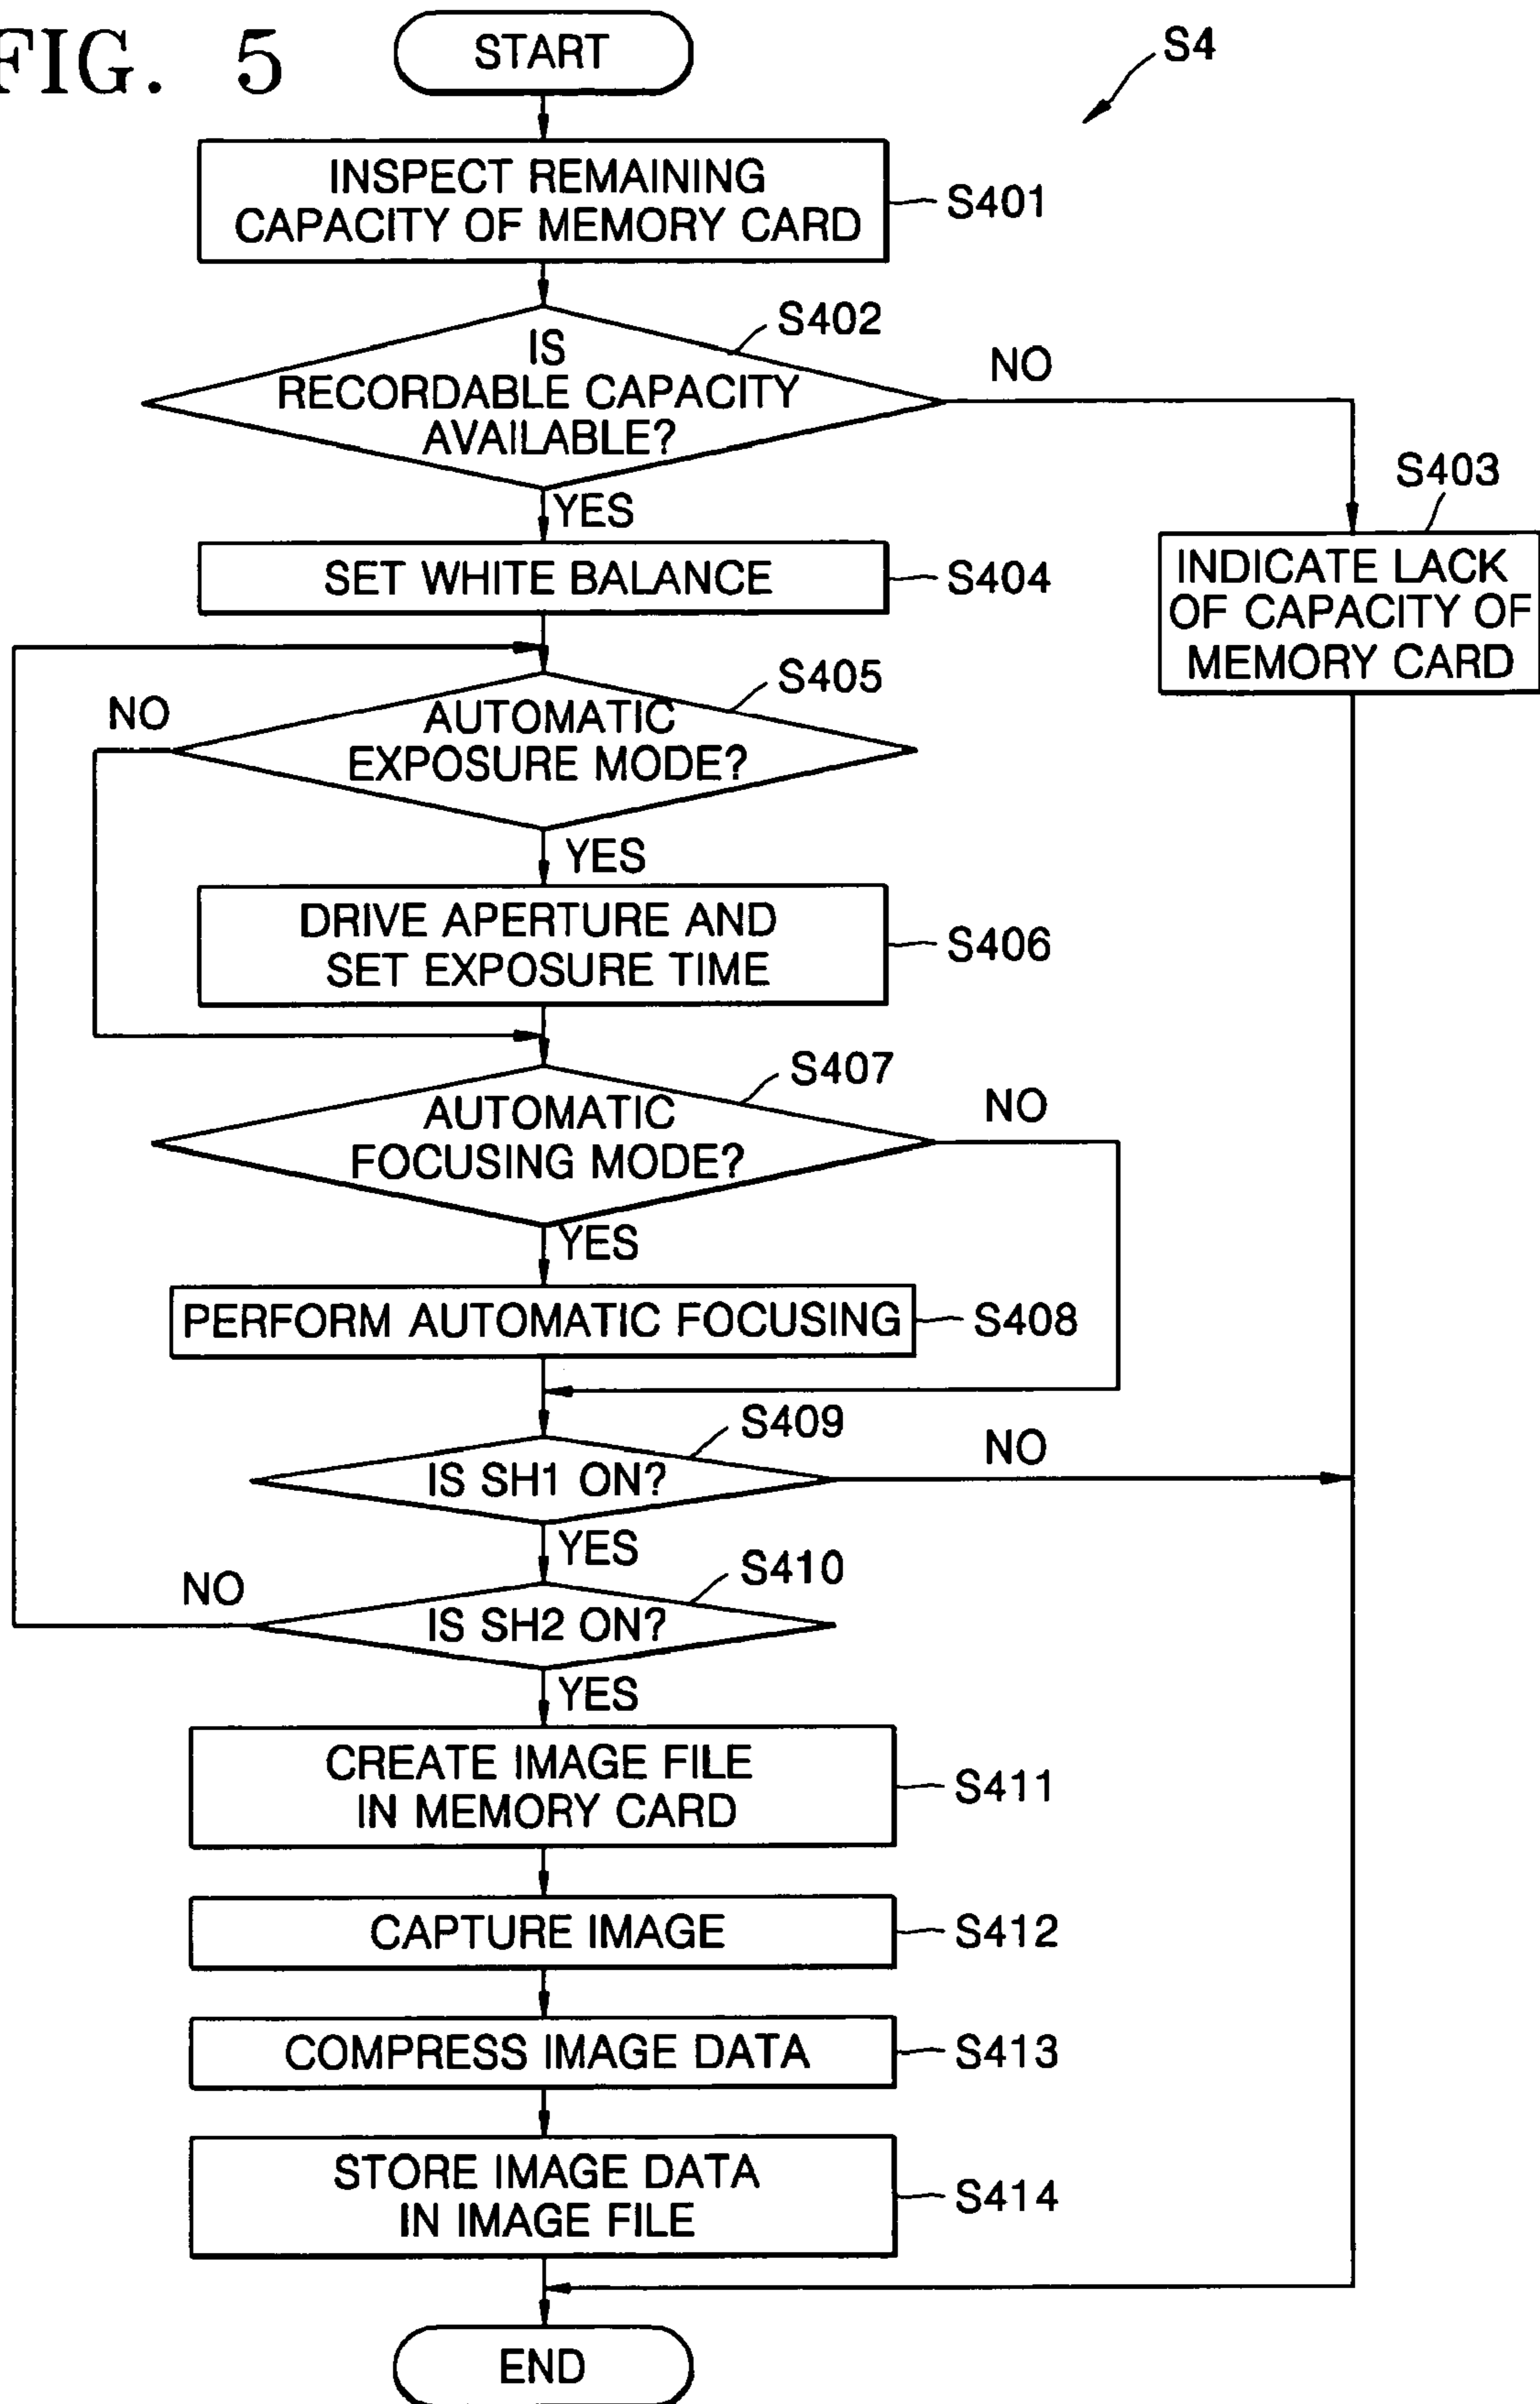 FIG. 5
START
S4
INSPECT REMAINING
CAPACITY OF MEMORY CARD
S401
S402
IS
RECORDABLE CAPACITY
AVAILABLE?
NO
YES
S403
INDICATE LACK
OF CAPACITY OF
MEMORY CARD
SET WHITE BALANCE
S404
S405
NO
AUTOMATIC
EXPOSURE MODE?
YES
DRIVE APERTURE AND
SET EXPOSURE TIME
S406
S407
AUTOMATIC
FOCUSING MODE?
NO
YES
PERFORM AUTOMATIC FOCUSING
S408
S409
IS SH1 ON?
NO
YES
S410
NO
IS SH2 ON?
YES
CREATE IMAGE FILE
IN MEMORY CARD
S411
CAPTURE IMAGE
S412
COMPRESS IMAGE DATA
S413
STORE IMAGE DATA
IN IMAGE FILE
S414
END